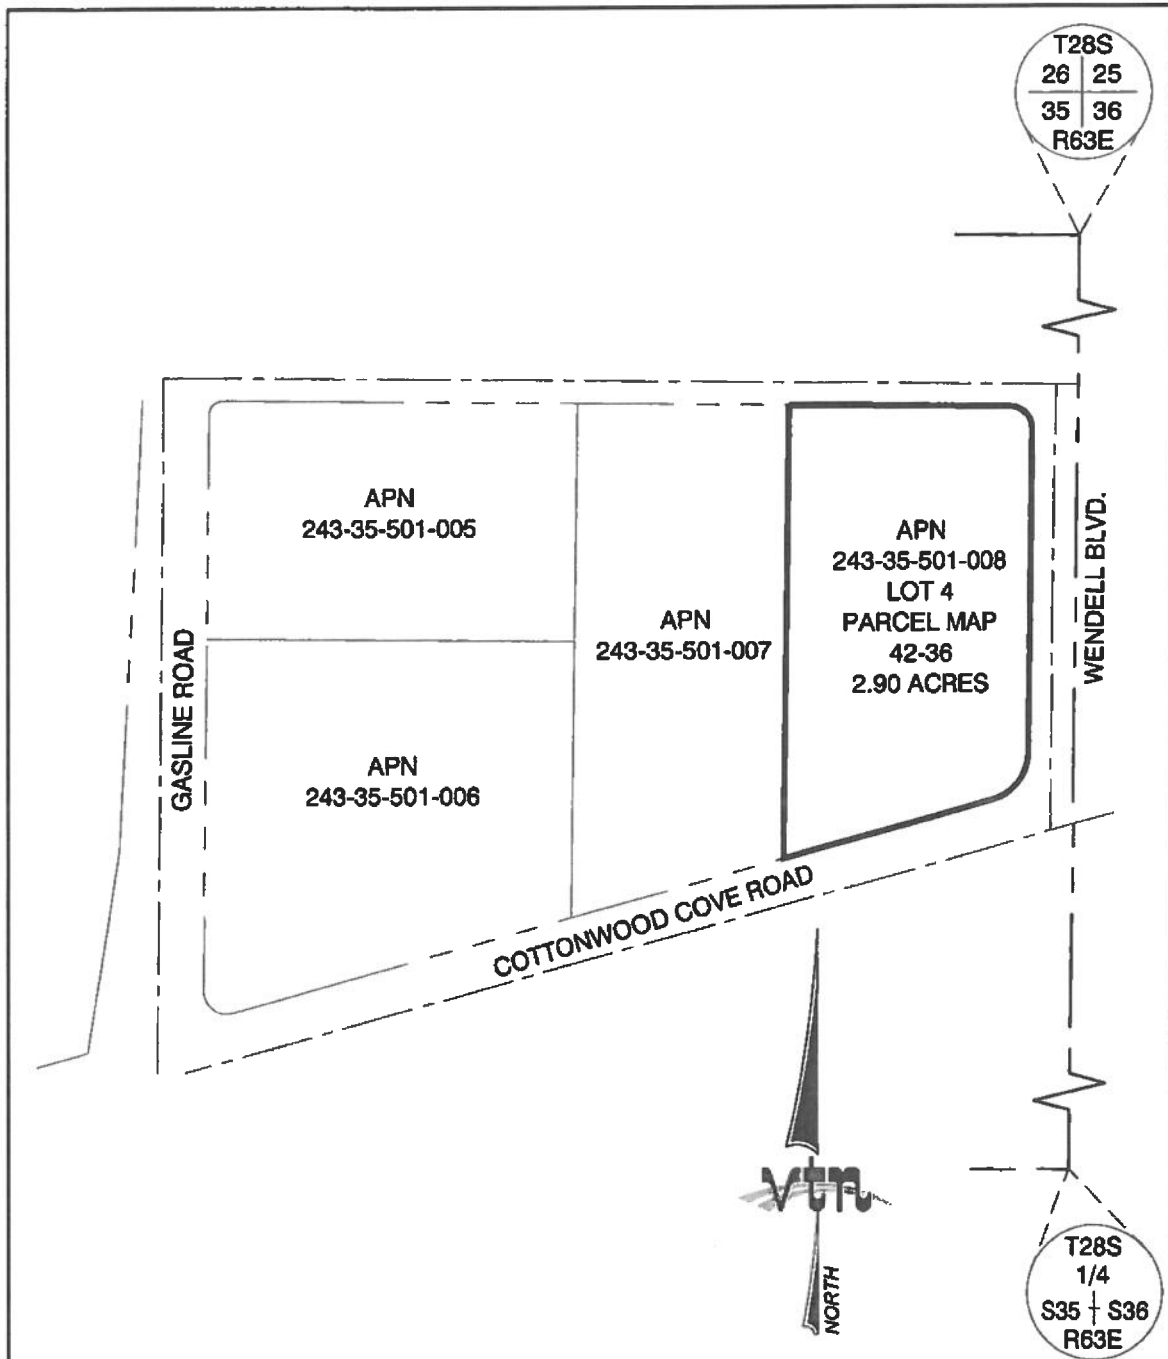 T28S
26 25
35 36
R63E
APN
243-35-501-005
APN
243-35-501-008
LOT 4
PARCEL MAP
42-36
2.90 ACRES
WENDELL BLVD.
APN
243-35-501-007
GASLINE ROAD
APN
243-35-501-006
COTTONWOOD COVE ROAD
vtn
NORTH
T28S
1/4
S35 S36
R63E